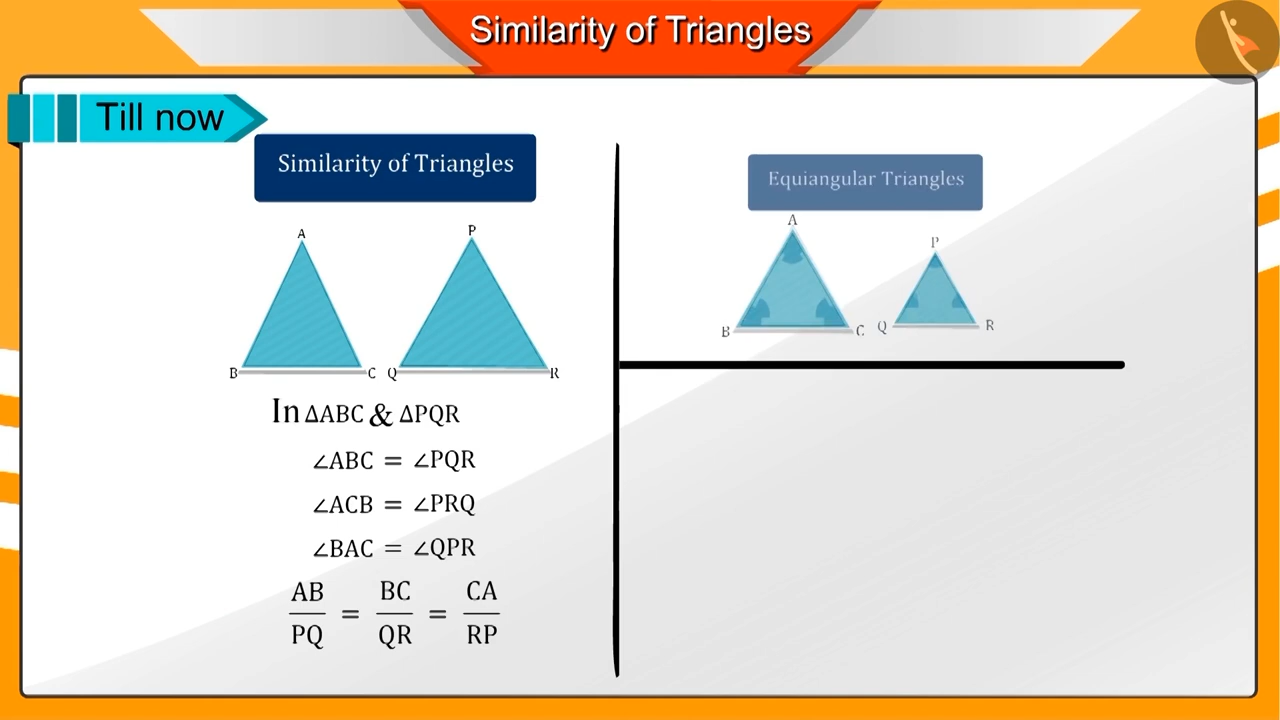 Similarity of Triangles
Till now
Similarity of Triangles
A
P
B
C
Q
R
In ΔABC & ΔPQR
∠ABC = ∠PQR
∠ACB = ∠PRQ
∠BAC = ∠QPR
AB/PQ = BC/QR = CA/RP
Equiangular Triangles
A
P
B
C
Q
R